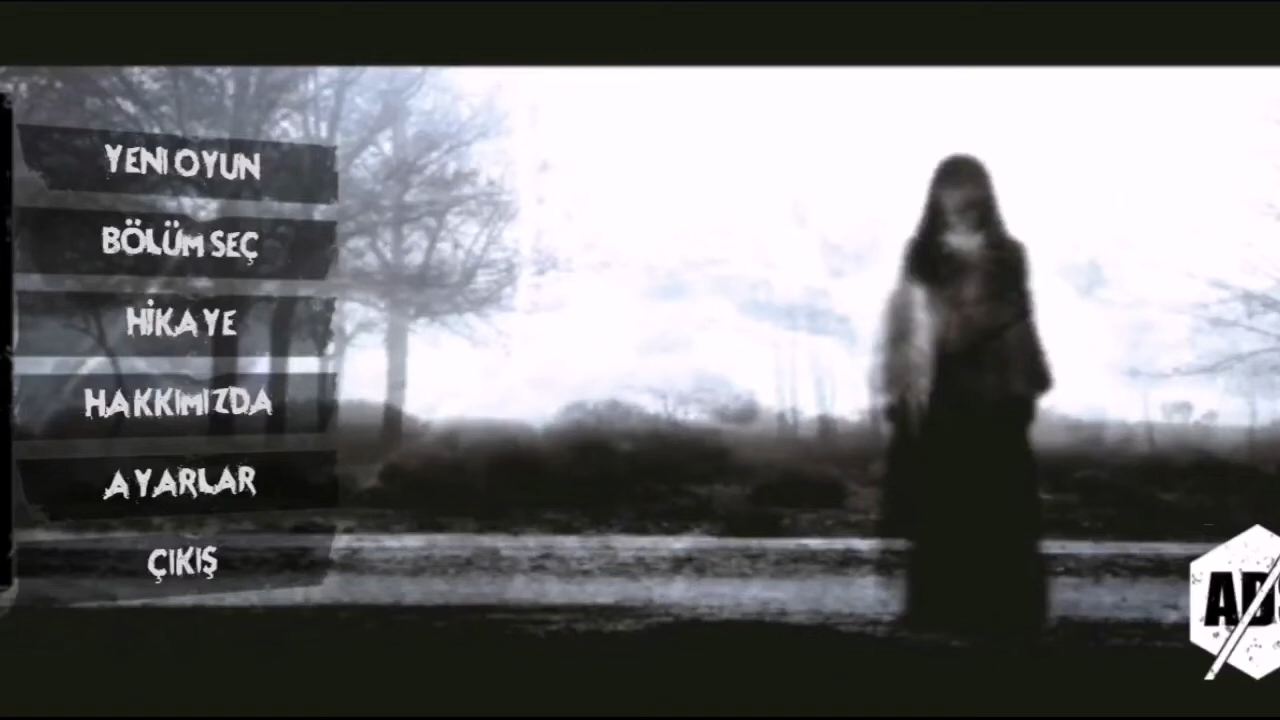 YENI OYUN
BÖLÜM SEÇ
HİKAYE
HAKKIMIZDA
AYARLAR
ÇIKIŞ